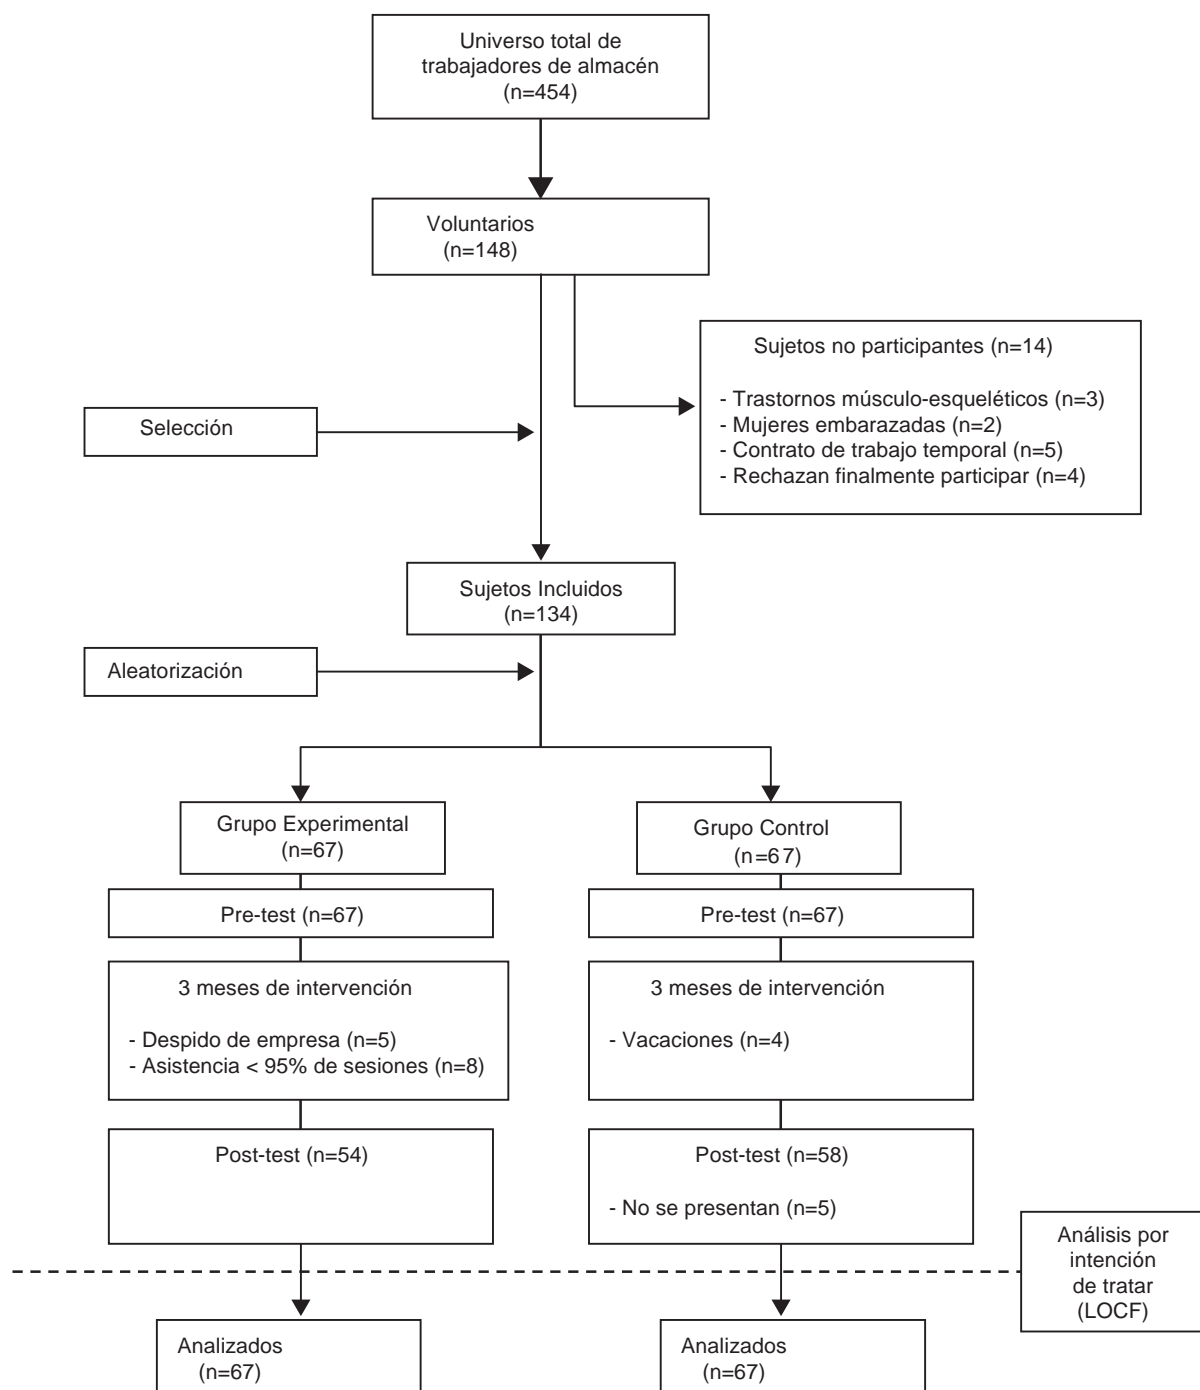 Universo total de
trabajadores de almacén
(n=454)
Voluntarios
(n=148)
Sujetos no participantes (n=14)
- Trastornos músculo-esqueléticos (n=3)
- Mujeres embarazadas (n=2)
- Contrato de trabajo temporal (n=5)
- Rechazan finalmente participar (n=4)
Selección
Sujetos Incluidos
(n=134)
Aleatorización
Grupo Experimental
(n=67)
Grupo Control
(n=67)
Pre-test (n=67)
Pre-test (n=67)
3 meses de intervención
- Despido de empresa (n=5)
- Asistencia < 95% de sesiones (n=8)
3 meses de intervención
- Vacaciones (n=4)
Post-test (n=54)
Post-test (n=58)
- No se presentan (n=5)
Análisis por
intención
de tratar
(LOCF)
Analizados
(n=67)
Analizados
(n=67)